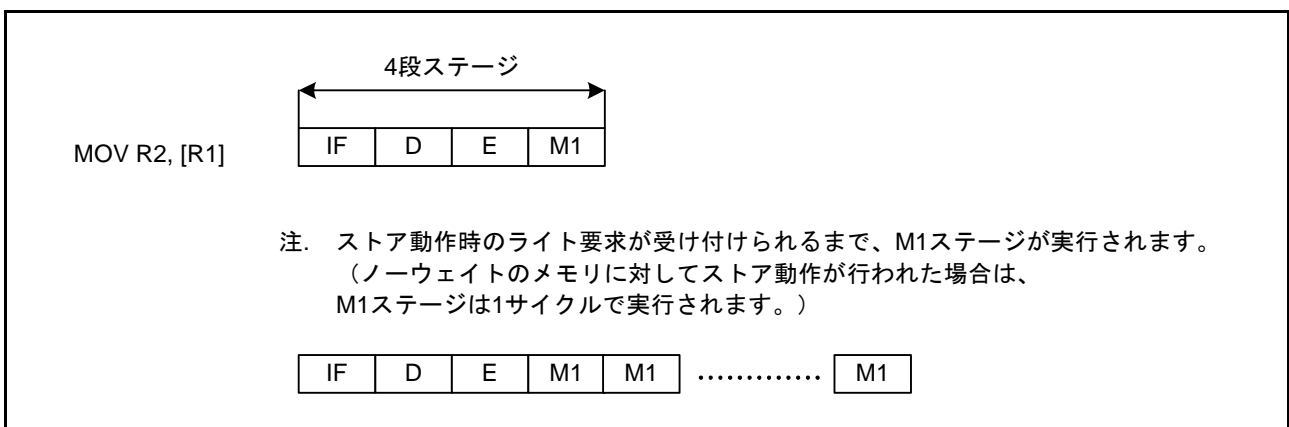 4段ステージ
MOV R2, [R1]
IF D E M1
注. ストア動作時のライト要求が受け付けられるまで、M1ステージが実行されます。
（ノーウェイトのメモリに対してストア動作が行われた場合は、
M1ステージは1サイクルで実行されます。）
IF D E M1 M1 ............. M1